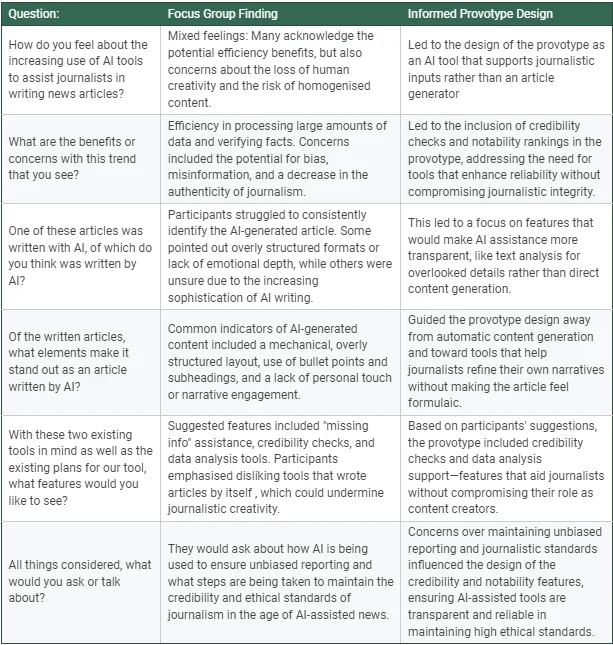 Question:
Focus Group Finding
Informed Provotype Design
How do you feel about the
increasing use of AI tools
to assist journalists in
writing news articles?
Mixed feelings: Many acknowledge the
potential efficiency benefits, but also
concerns about the loss of human
creativity and the risk of homogenised
content.
Led to the design of the provotype as
an AI tool that supports journalistic
inputs rather than an article
generator
What are the benefits or
concerns with this trend
that you see?
Efficiency in processing large amounts of
data and verifying facts. Concerns
included the potential for bias,
misinformation, and a decrease in the
authenticity of journalism.
Led to the inclusion of credibility
checks and notability rankings in the
provotype, addressing the need for
tools that enhance reliability without
compromising journalistic integrity.
One of these articles was
written with AI, of which do
you think was written by
AI?
Participants struggled to consistently
identify the AI-generated article. Some
pointed out overly structured formats or
lack of emotional depth, while others were
unsure due to the increasing
sophistication of AI writing.
This led to a focus on features that
would make AI assistance more
transparent, like text analysis for
overlooked details rather than direct
content generation.
Of the written articles,
what elements make it
stand out as an article
written by AI?
Common indicators of AI-generated
content included a mechanical, overly
structured layout, use of bullet points and
subheadings, and a lack of personal touch
or narrative engagement.
Guided the provotype design away
from automatic content generation
and toward tools that help
journalists refine their own narratives
without making the article feel
formulaic.
With these two existing
tools in mind as well as the
existing plans for our tool,
what features would you
like to see?
Suggested features included "missing
info" assistance, credibility checks, and
data analysis tools. Participants
emphasised disliking tools that wrote
articles by itself , which could undermine
journalistic creativity.
Based on participants' suggestions,
the provotype included credibility
checks and data analysis
support—features that aid journalists
without compromising their role as
content creators.
All things considered, what
would you ask or talk
about?
They would ask about how AI is being
used to ensure unbiased reporting and
what steps are being taken to maintain the
credibility and ethical standards of
journalism in the age of AI-assisted news.
Concerns over maintaining unbiased
reporting and journalistic standards
influenced the design of the
credibility and notability features,
ensuring AI-assisted tools are
transparent and reliable in
maintaining high ethical standards.